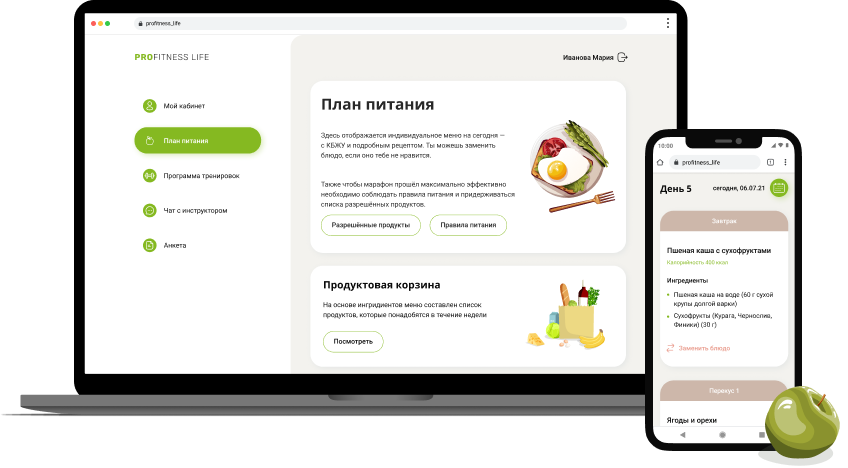 profitness_life
PROFITNESS LIFE
Иванова Мария
Мой кабинет
План питания
Программа тренировок
Чат с инструктором
Анкета
План питания
Здесь отображается индивидуальное меню на сегодня —
с КБЖУ и подробным рецептом. Ты можешь заменить
блюдо, если оно тебе не нравится.
Также чтобы марафон прошёл максимально эффективно
необходимо соблюдать правила питания и придерживаться
списка разрешённых продуктов.
Разрешённые продукты
Правила питания
Продуктовая корзина
На основе ингридиентов меню составлен список
продуктов, которые понадобятся в течение недели
Посмотреть
10:00
profitness_life
1
День 5
сегодня, 06.07.21
Завтрак
Пшеная каша с сухофруктами
Калорийность 450 ккал
Ингредиенты
Пшеная каша на воде (60 г сухой
крупы долгой варки)
Сухофрукты (Курага, Чернослив,
Финики) (30 г)
Заменить блюдо
Перекус 1
Ягоды и орехи